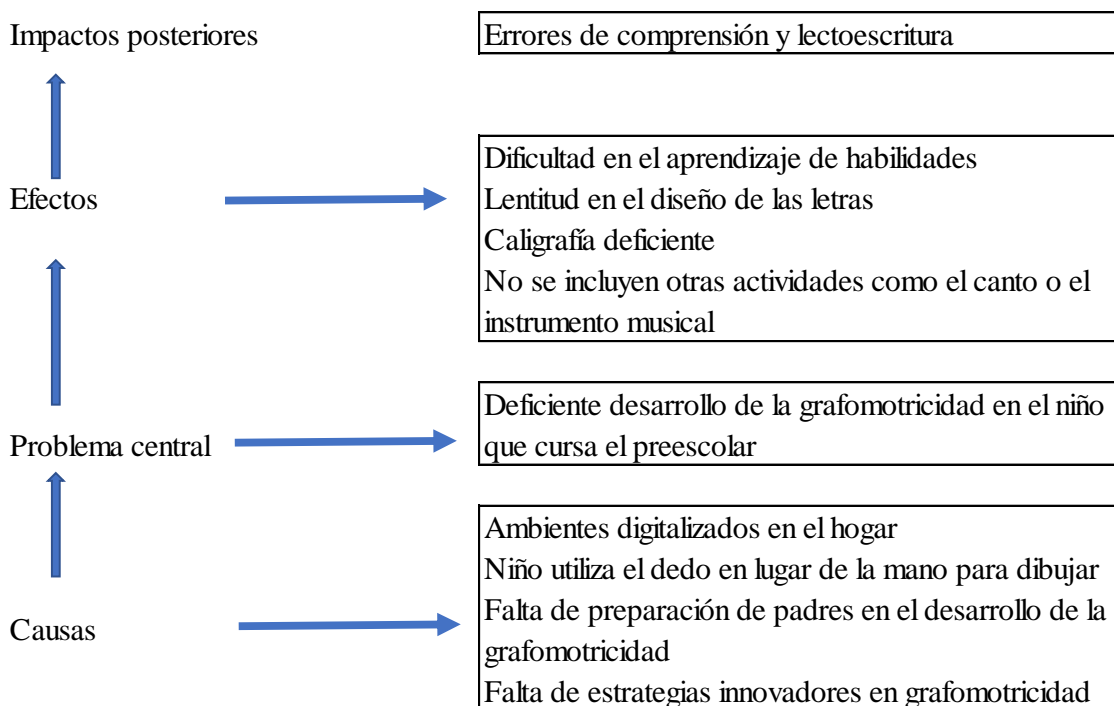 Impactos posteriores
Errores de comprensión y lectoescritura
Efectos
Dificultad en el aprendizaje de habilidades
Lentitud en el diseño de las letras
Caligrafía deficiente
No se incluyen otras actividades como el canto o el
instrumento musical
Problema central
Deficiente desarrollo de la grafomotricidad en el niño
que cursa el preescolar
Causas
Ambientes digitalizados en el hogar
Niño utiliza el dedo en lugar de la mano para dibujar
Falta de preparación de padres en el desarrollo de la
grafomotricidad
Falta de estrategias innovadores en grafomotricidad